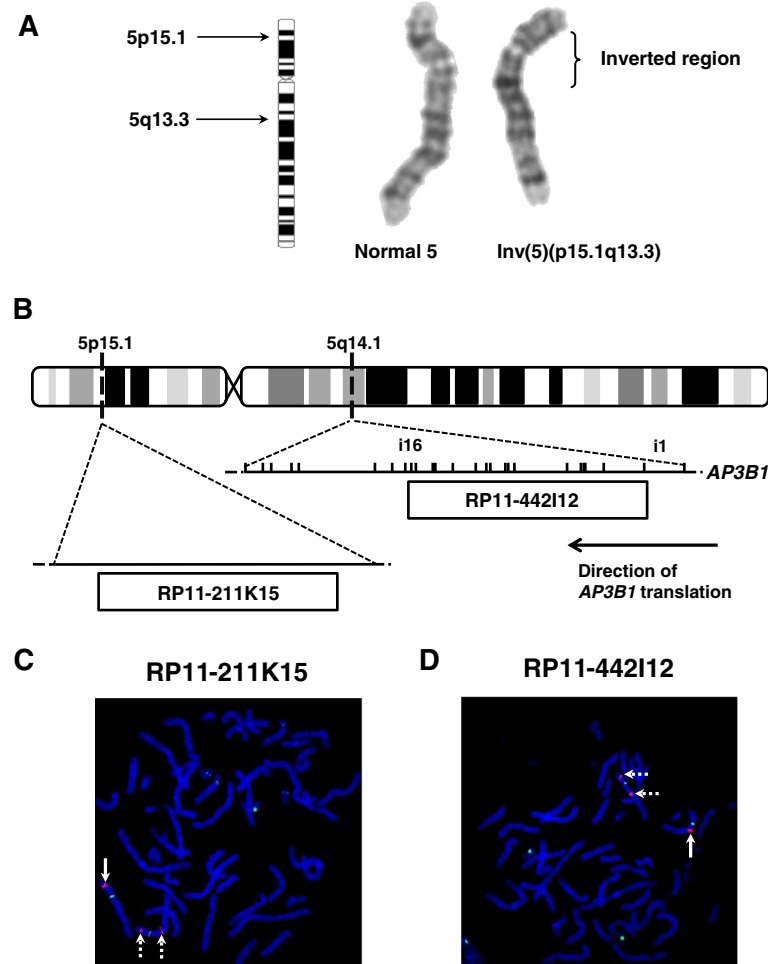 A
5p15.1
5q13.3
Inverted region
Normal 5
Inv(5)(p15.1q13.3)
B
5p15.1
5q14.1
i16
i1
AP3B1
RP11-442I12
RP11-211K15
Direction of
AP3B1 translation
C
RP11-211K15
D
RP11-442I12